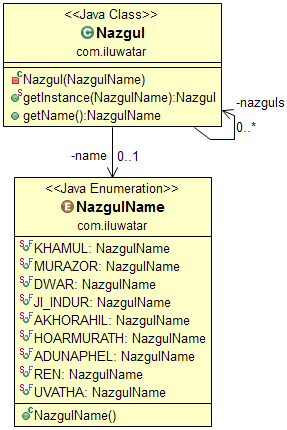 <<Java Class>>
C Nazgul
com.iluwatar
C Nazgul(NazgulName)
S getInstance(NazgulName):Nazgul
getName():NazgulName
-nazguls
0..*
-name 0..1
<<Java Enumeration>>
E NazgulName
com.iluwatar
S F KHAMUL: NazgulName
S F MURAZOR: NazgulName
S F DWAR: NazgulName
S F JI_INDUR: NazgulName
S F AKHORAHIL: NazgulName
S F HOARMURATH: NazgulName
S F ADUNAPHEL: NazgulName
S F REN: NazgulName
S F UVATHA: NazgulName
C NazgulName()